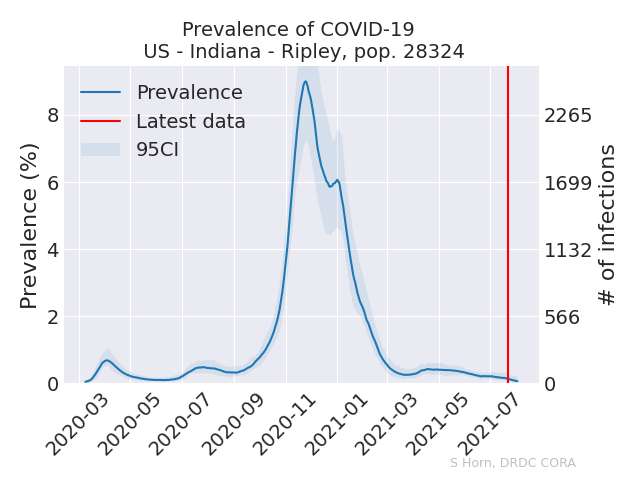 Prevalence of COVID-19
US - Indiana - Ripley, pop. 28324
Prevalence
Latest data
95CI
Prevalence (%)
8
6
4
2
0
2265
1699
1132
566
0
# of infections
2020-03
2020-05
2020-07
2020-09
2020-11
2021-01
2021-03
2021-05
2021-07
S Horn, DRDC CORA